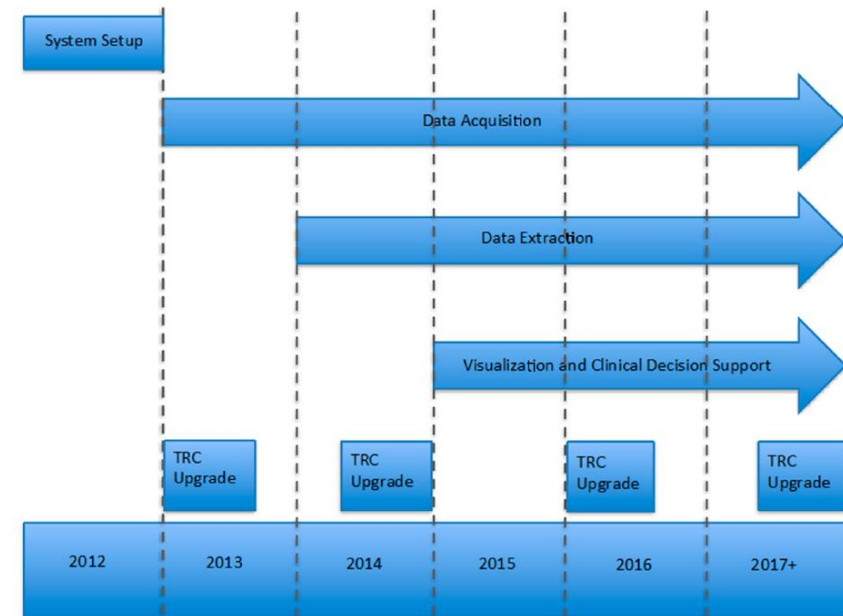 System Setup
Data Acquisition
Data Extraction
Visualization and Clinical Decision Support
TRC
Upgrade
TRC
Upgrade
TRC
Upgrade
TRC
Upgrade
2012
2013
2014
2015
2016
2017+